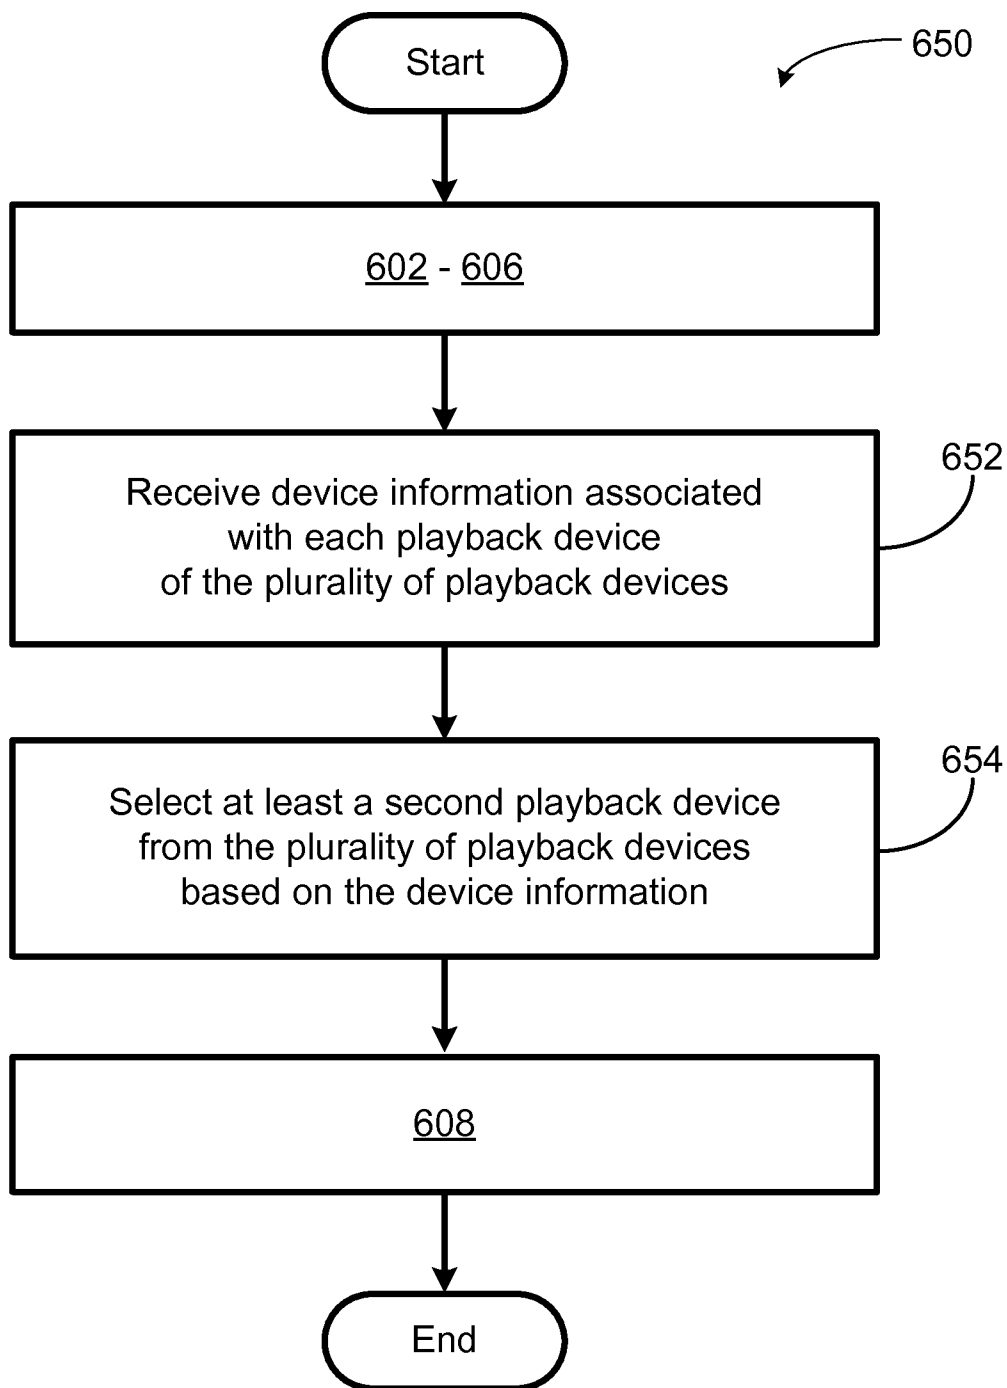 Start
650
602 - 606
Receive device information associated
with each playback device
of the plurality of playback devices
652
Select at least a second playback device
from the plurality of playback devices
based on the device information
654
608
End